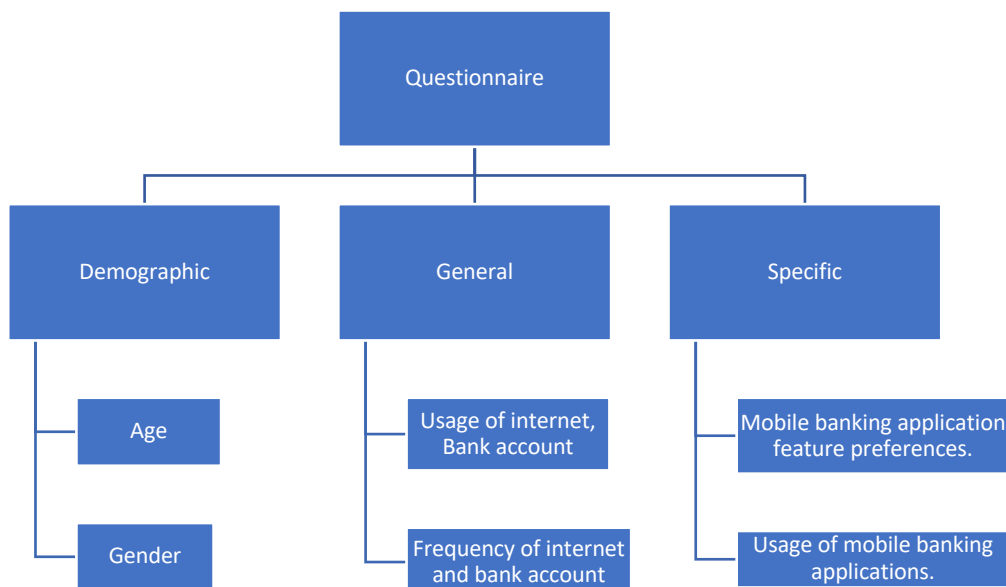 Questionnaire
Demographic
General
Specific
Age
Usage of internet,
Bank account
Mobile banking application
feature preferences.
Gender
Frequency of internet
and bank account
Usage of mobile banking
applications.